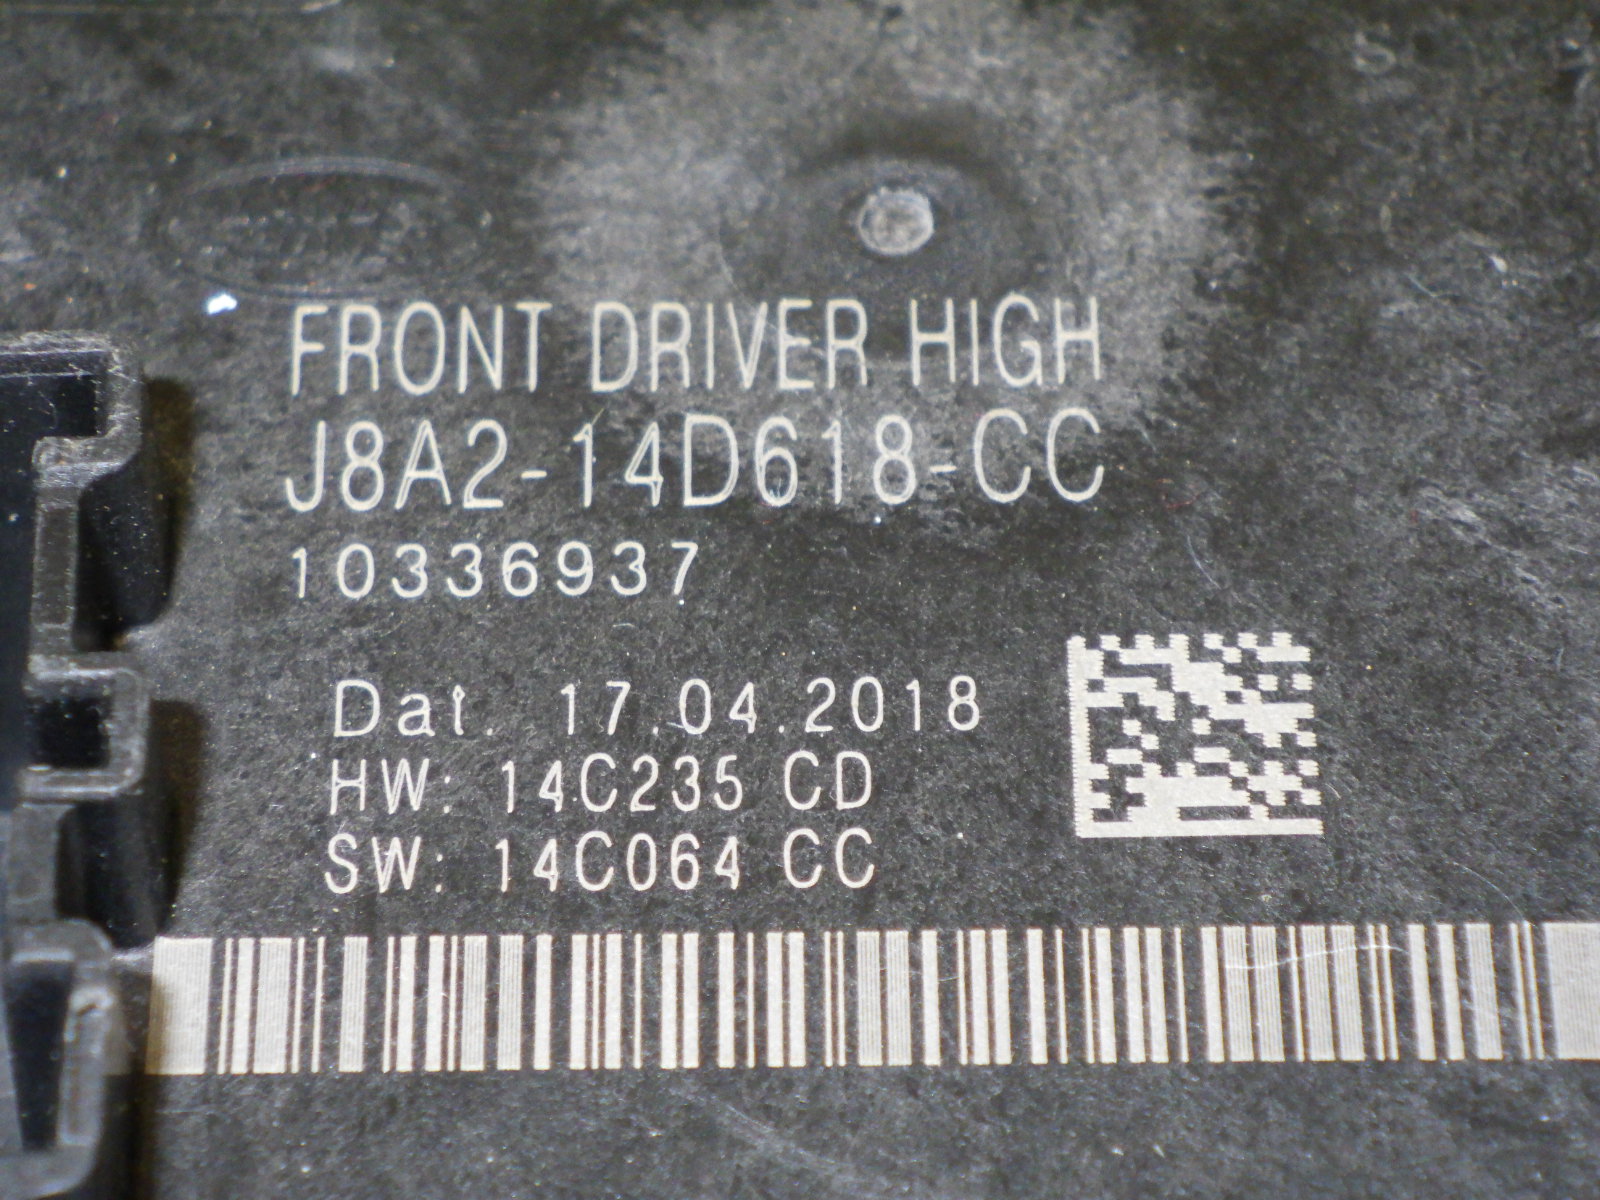 FRONT DRIVER HIGH
J8A2-14D618-CC
10336937
Dat. 17.04.2018
HW: 14C235 CD
SW: 14C064 CC